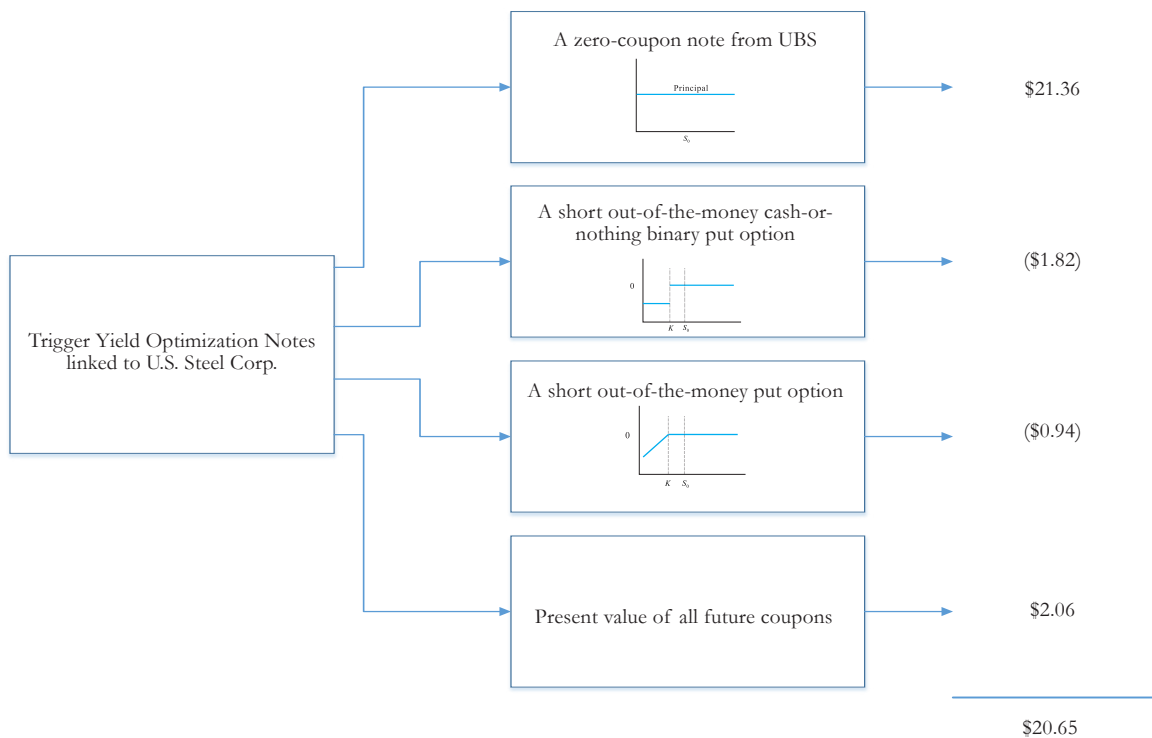 A zero-coupon note from UBS
Principal
S₀
$21.36
A short out-of-the-money cash-or-
nothing binary put option
0
K
S₀
($1.82)
Trigger Yield Optimization Notes
linked to U.S. Steel Corp.
A short out-of-the-money put option
0
K
S₀
($0.94)
Present value of all future coupons
$2.06
$20.65